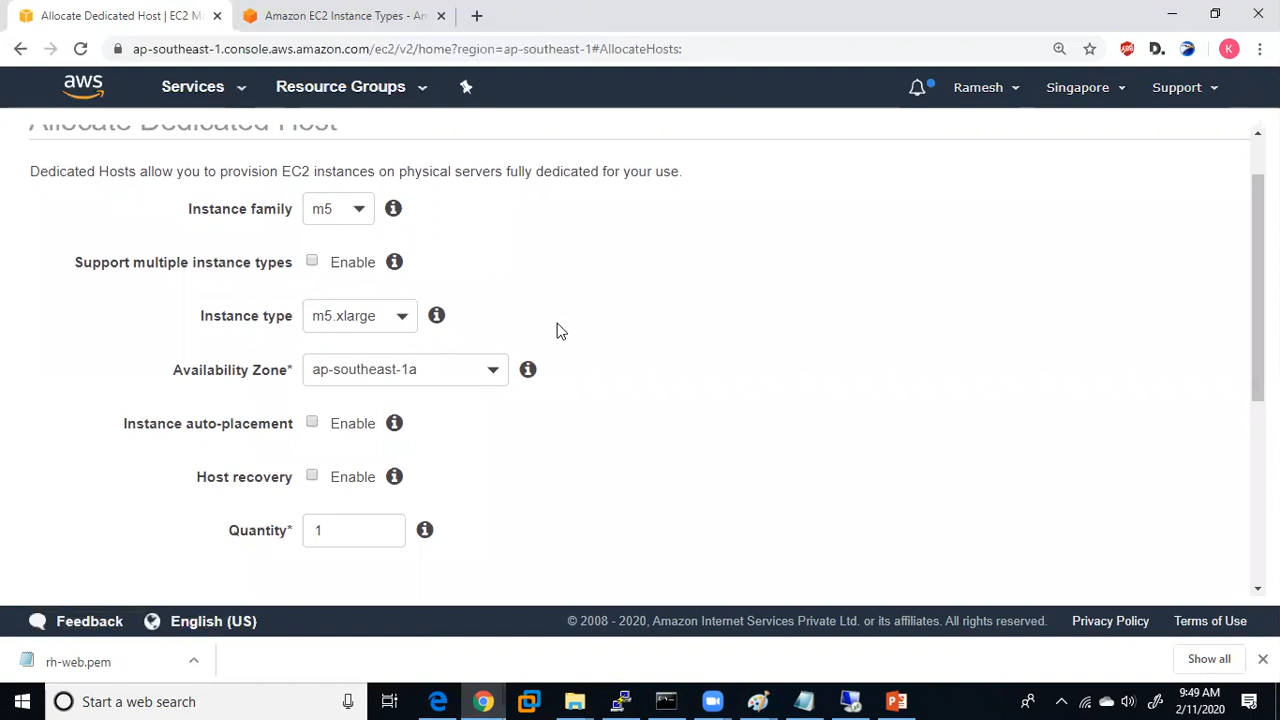 Allocate Dedicated Host | EC2 M
Amazon EC2 Instance Types - Am
ap-southeast-1.console.aws.amazon.com/ec2/v2/home?region=ap-southeast-1#AllocateHosts:
K
aws
Services
Resource Groups
Ramesh
Singapore
Support
Allocate Dedicated Host
Dedicated Hosts allow you to provision EC2 instances on physical servers fully dedicated for your use.
Instance family m5
Support multiple instance types Enable
Instance type m5.xlarge
Availability Zone* ap-southeast-1a
Instance auto-placement Enable
Host recovery Enable
Quantity* 1
Feedback
English (US)
© 2008 - 2020, Amazon Internet Services Private Ltd. or its affiliates. All rights reserved.
Privacy Policy
Terms of Use
rh-web.pem
Show all
Start a web search
9:49 AM
2/11/2020